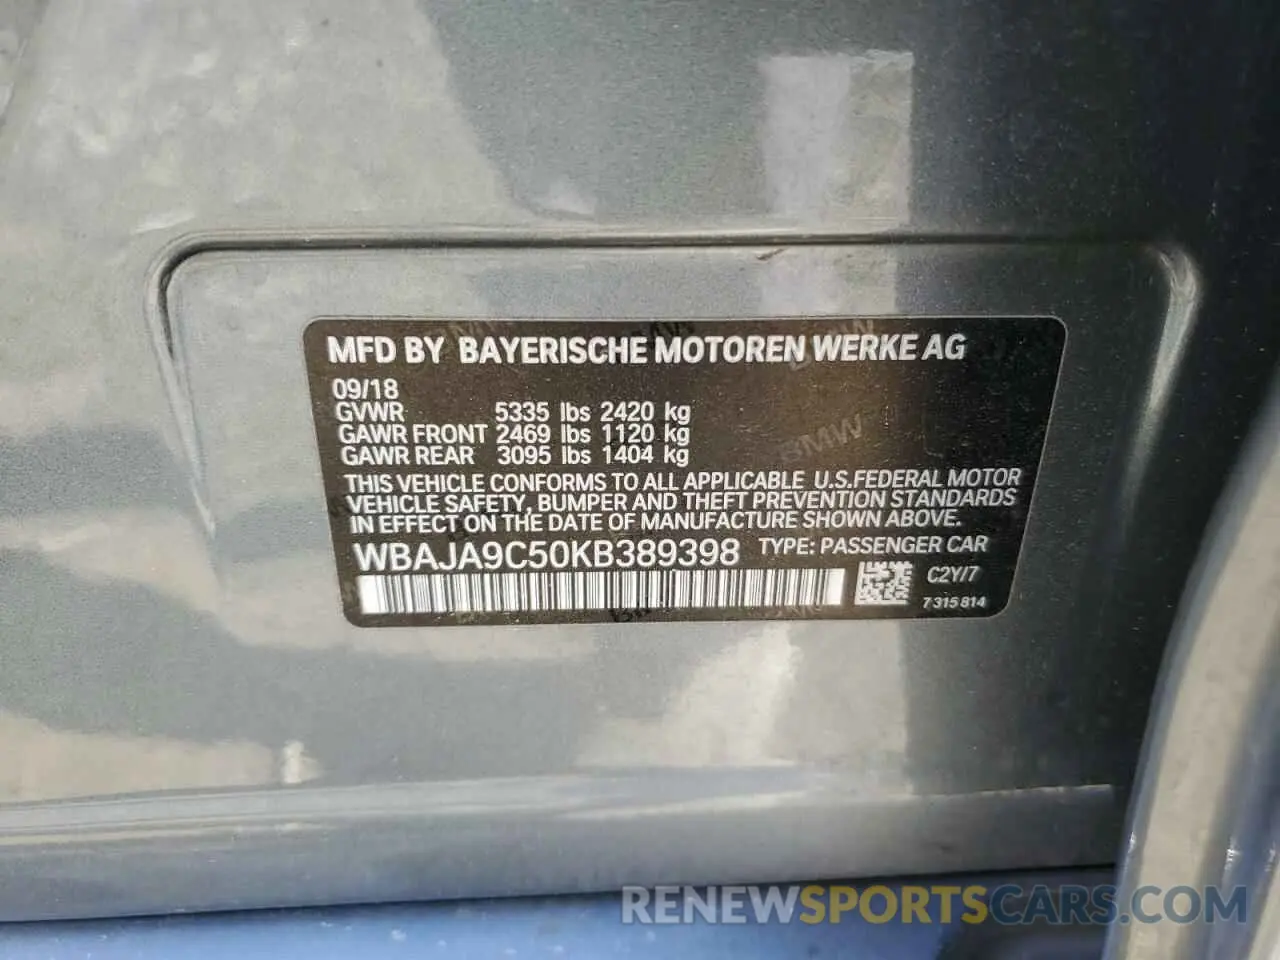 MFD BY BAYERISCHE MOTOREN WERKE AG
09/18
GVWR 5335 lbs 2420 kg
GAWR FRONT 2469 lbs 1120 kg
GAWR REAR 3095 lbs 1404 kg
THIS VEHICLE CONFORMS TO ALL APPLICABLE U.S.FEDERAL MOTOR
VEHICLE SAFETY, BUMPER AND THEFT PREVENTION STANDARDS
IN EFFECT ON THE DATE OF MANUFACTURE SHOWN ABOVE.
WBAJA9C50KB389398 TYPE: PASSENGER CAR
C2Y/7
7315814
RENEWSPORTSCARS.COM